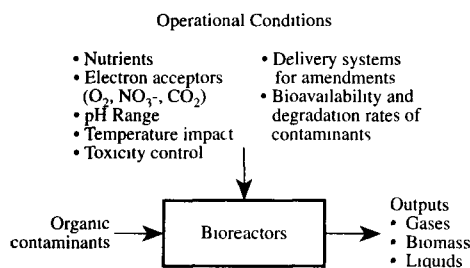 Operational Conditions
• Nutrients
• Electron acceptors
(O₂, NO₃-, CO₂)
• pH Range
• Temperature impact
• Toxicity control
• Delivery systems
for amendments
• Bioavailability and
degradation rates of
contaminants
Organic
contaminants
Bioreactors
Outputs
• Gases
• Biomass
• Liquids